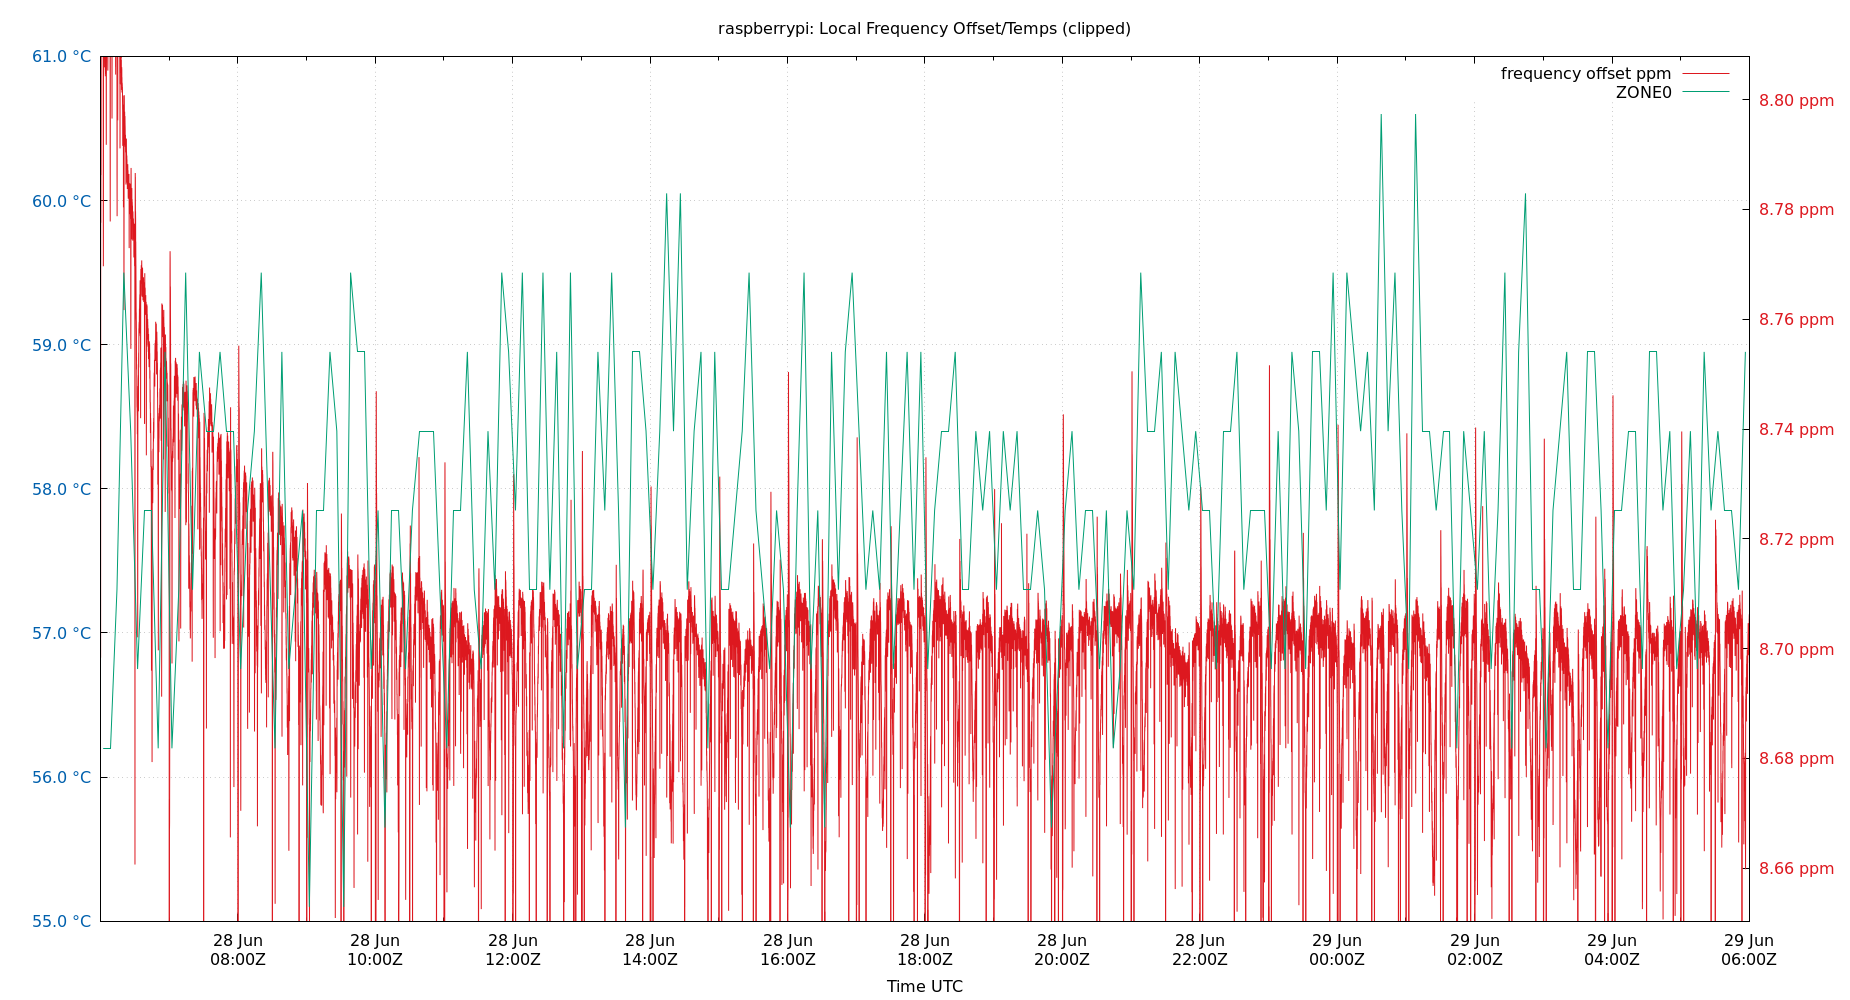 raspberrypi: Local Frequency Offset/Temps (clipped)
frequency offset ppm
ZONE0
61.0 °C
60.0 °C
59.0 °C
58.0 °C
57.0 °C
56.0 °C
55.0 °C
8.80 ppm
8.78 ppm
8.76 ppm
8.74 ppm
8.72 ppm
8.70 ppm
8.68 ppm
8.66 ppm
28 Jun
08:00Z
28 Jun
10:00Z
28 Jun
12:00Z
28 Jun
14:00Z
28 Jun
16:00Z
28 Jun
18:00Z
28 Jun
20:00Z
28 Jun
22:00Z
29 Jun
00:00Z
29 Jun
02:00Z
29 Jun
04:00Z
29 Jun
06:00Z
Time UTC